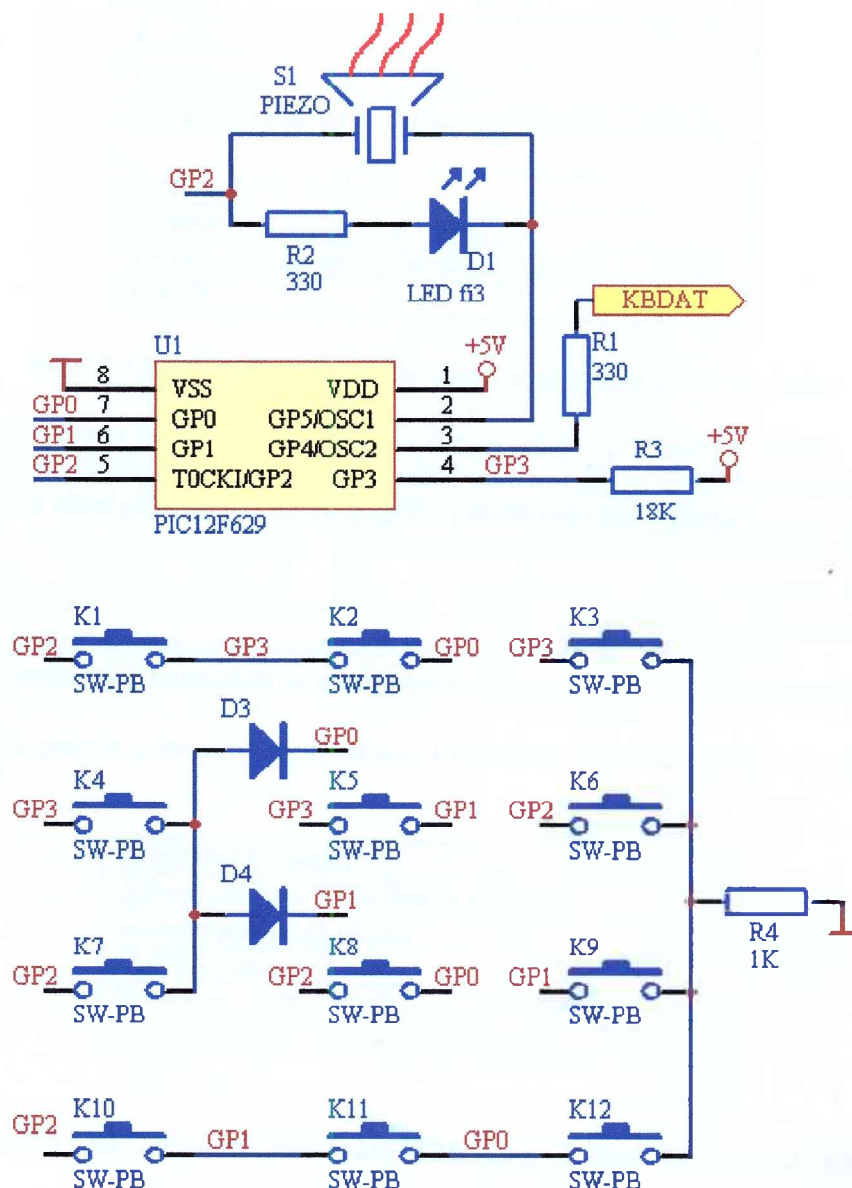 S1
PIEZO
GP2
R2
330
D1
LED fi3
KBDAT
R1
330
U1
+5V
8 VSS VDD 1
GP0 7 GP0 GP5/OSC1 2
GP1 6 GP1 GP4/OSC2 3
GP2 5 T0CKI/GP2 GP3 4 GP3
R3
18K
+5V
PIC12F629
K1 K2 K3
GP2 GP3 GP0 GP3
SW-PB SW-PB SW-PB
D3
GP0
K4 K5 K6
GP3 GP3 GP1 GP2
SW-PB SW-PB SW-PB
D4
GP1
R4
1K
K7 K8 K9
GP2 GP2 GP0 GP1
SW-PB SW-PB SW-PB
K10 K11 K12
GP2 GP1 GP0
SW-PB SW-PB SW-PB